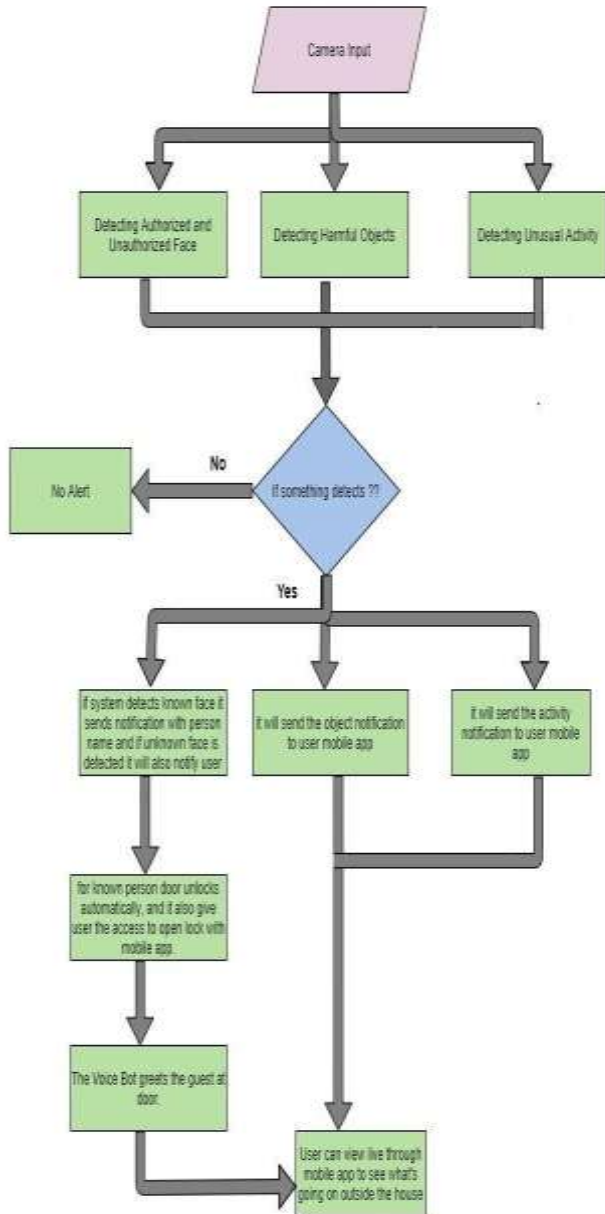 Camera Input
Detecting Authorized and
Unauthorized Face
Detecting Harmful Objects
Detecting Unusual Activity
If something detects ??
No
No Alert
Yes
if system detects known face it
sends notification with person
name and if unknown face is
detected it will also notify user
it will send the object notification
to user mobile app
it will send the activity
notification to user mobile
app
for known person door unlocks
automatically, and it also give
user the access to open lock with
mobile app.
The Voice Bot greets the guest at
door.
User can view live through
mobile app to see what's
going on outside the house